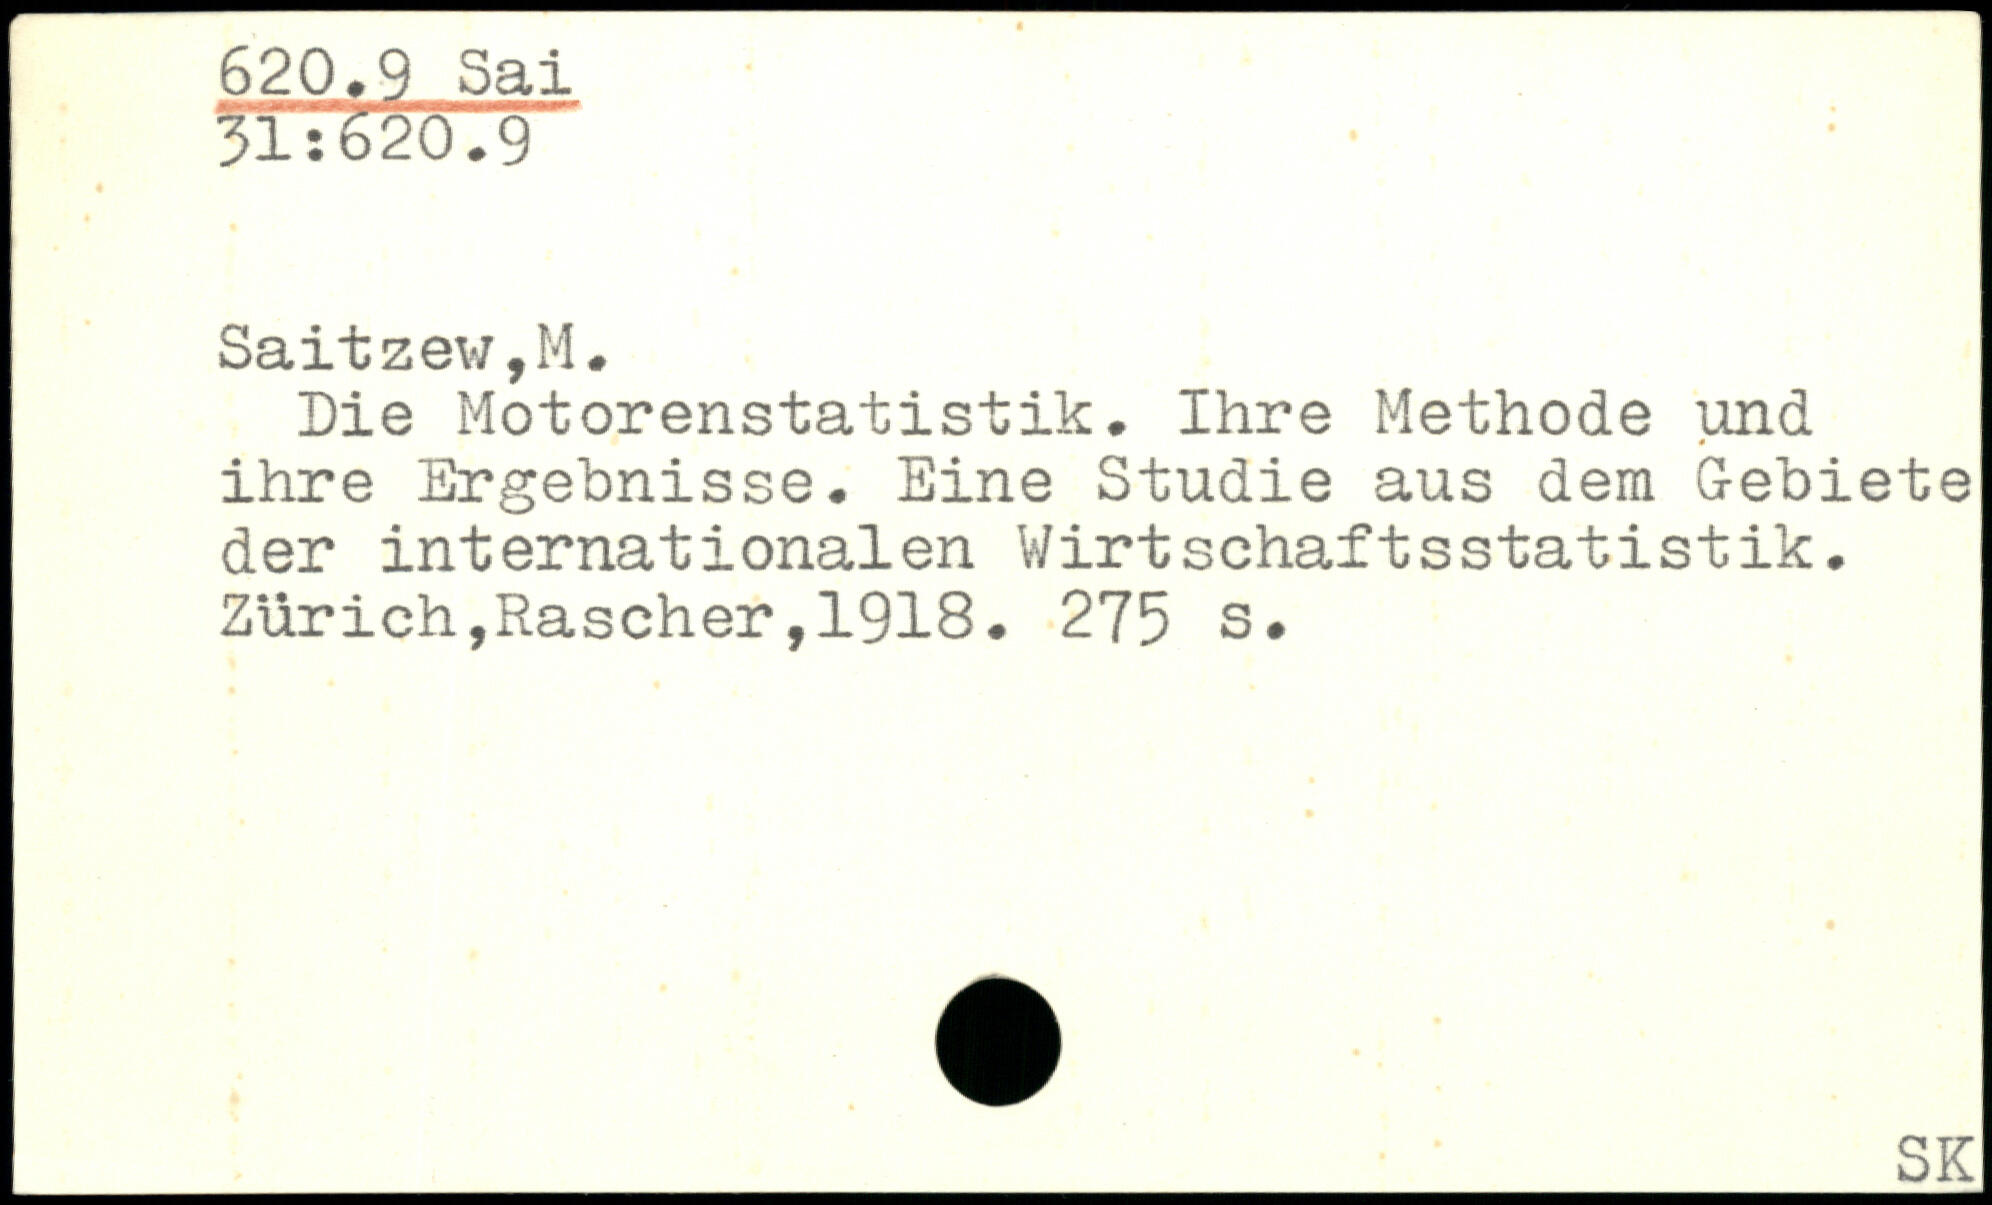 620.9 Sai
31:620.9
Saitzew,M.
Die Motorenstatistik. Ihre Methode und
ihre Ergebnisse. Eine Studie aus dem Gebiete
der internationalen Wirtschaftsstatistik.
Zürich,Rascher,1918. 275 s.
SK